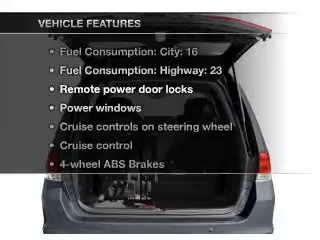 VEHICLE FEATURES
• Fuel Consumption: City: 16
• Fuel Consumption: Highway: 23
• Remote power door locks
• Power windows
• Cruise controls on steering wheel
• Cruise control
• 4-wheel ABS Brakes